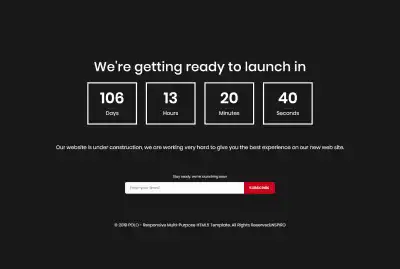 We're getting ready to launch in
106 13 20 40
Days Hours Minutes Seconds
Our website is under construction, we are working very hard to give you the best experience on our new web site.
Stay ready, we're launching soon
Enter your Email
SUBSCRIBE
© 2019 POLO - Responsive Multi-Purpose HTML5 Template. All Rights Reserved.INSPIRO